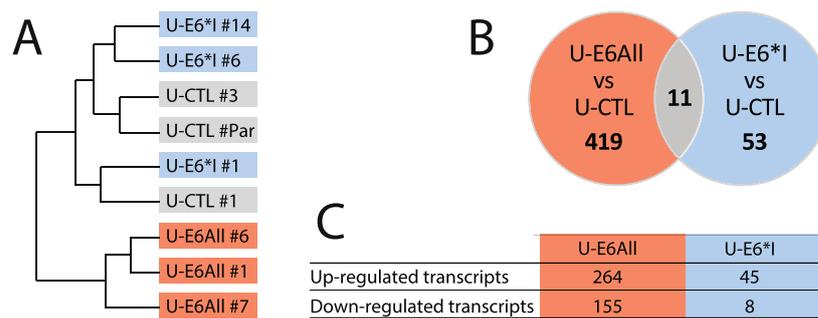 A
U-E6*I #14
U-E6*I #6
U-CTL #3
U-CTL #Par
U-E6*I #1
U-CTL #1
U-E6All #6
U-E6All #1
U-E6All #7
B
U-E6All
vs
U-CTL
419
11
U-E6*I
vs
U-CTL
53
C
U-E6All U-E6*I
Up-regulated transcripts 264 45
Down-regulated transcripts 155 8